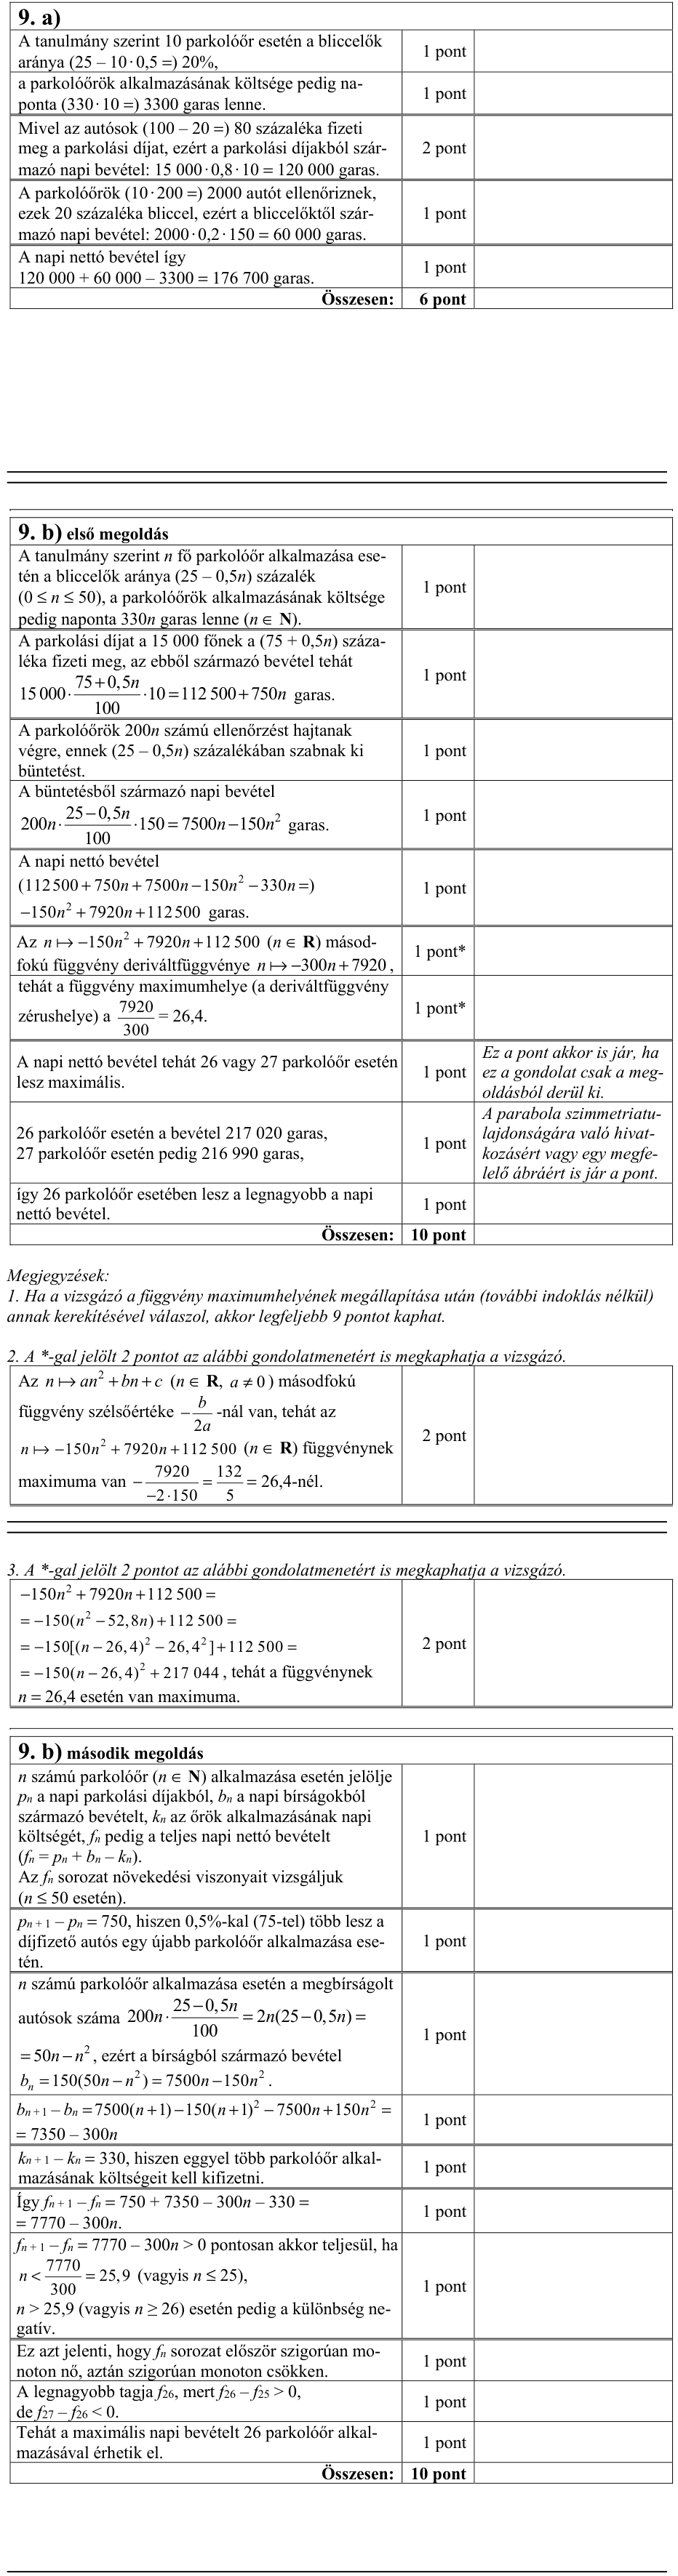 9. a)
A tanulmány szerint 10 parkolóőr esetén a bliccelők
aránya (25 – 10·0,5 =) 20%,
1 pont
a parkolóőrök alkalmazásának költsége pedig na-
ponta (330·10 =) 3300 garas lenne.
1 pont
Mivel az autósok (100 – 20 =) 80 százaléka fizeti
meg a parkolási díjat, ezért a parkolási díjakból szár-
mazó napi bevétel: 15 000·0,8·10 = 120 000 garas.
2 pont
A parkolóőrök (10·200 =) 2000 autót ellenőriznek,
ezek 20 százaléka bliccel, ezért a bliccelőktől szár-
mazó napi bevétel: 2000·0,2·150 = 60 000 garas.
1 pont
A napi nettó bevétel így
120 000 + 60 000 – 3300 = 176 700 garas.
1 pont
Összesen: 6 pont
9. b) első megoldás
A tanulmány szerint n fő parkolóőr alkalmazása ese-
tén a bliccelők aránya (25 – 0,5n) százalék
(0 ≤ n ≤ 50), a parkolóőrök alkalmazásának költsége
pedig naponta 330n garas lenne (n ∈ N).
1 pont
A parkolási díjat a 15 000 főnek a (75 + 0,5n) száza-
léka fizeti meg, az ebből származó bevétel tehát
15 000 · (75 + 0,5n)/100 · 10 = 112 500 + 750n garas.
1 pont
A parkolóőrök 200n számú ellenőrzést hajtanak
végre, ennek (25 – 0,5n) százalékában szabnak ki
büntetést.
1 pont
A büntetésből származó napi bevétel
200n · (25 − 0,5n)/100 · 150 = 7500n − 150n² garas.
1 pont
A napi nettó bevétel
(112 500 + 750n + 7500n − 150n² − 330n =)
−150n² + 7920n + 112 500 garas.
1 pont
Az n ↦ −150n² + 7920n + 112 500 (n ∈ R) másod-
fokú függvény deriváltfüggvénye n ↦ −300n + 7920 ,
1 pont*
tehát a függvény maximumhelye (a deriváltfüggvény
zérushelye) a 7920/300 = 26,4.
1 pont*
A napi nettó bevétel tehát 26 vagy 27 parkolóőr esetén
lesz maximális.
1 pont
Ez a pont akkor is jár, ha
ez a gondolat csak a meg-
oldásból derül ki.
26 parkolóőr esetén a bevétel 217 020 garas,
27 parkolóőr esetén pedig 216 990 garas,
1 pont
A parabola szimmetriatu-
lajdonságára való hivat-
kozásért vagy egy megfe-
lelő ábráért is jár a pont.
így 26 parkolóőr esetében lesz a legnagyobb a napi
nettó bevétel.
1 pont
Összesen: 10 pont
Megjegyzések:
1. Ha a vizsgázó a függvény maximumhelyének megállapítása után (további indoklás nélkül)
annak kerekítésével válaszol, akkor legfeljebb 9 pontot kaphat.
2. A *-gal jelölt 2 pontot az alábbi gondolatmenetért is megkaphatja a vizsgázó.
Az n ↦ an² + bn + c (n ∈ R, a ≠ 0 ) másodfokú
függvény szélsőértéke −b/2a -nál van, tehát az
n ↦ −150n² + 7920n + 112 500 (n ∈ R) függvénynek
maximuma van −7920/(−2·150) = 132/5 = 26,4-nél.
2 pont
3. A *-gal jelölt 2 pontot az alábbi gondolatmenetért is megkaphatja a vizsgázó.
−150n² + 7920n + 112 500 =
= −150(n² − 52,8n) + 112 500 =
= −150[(n − 26,4)² − 26,4²] + 112 500 =
= −150(n − 26,4)² + 217 044 , tehát a függvénynek
n = 26,4 esetén van maximuma.
2 pont
9. b) második megoldás
n számú parkolóőr (n ∈ N) alkalmazása esetén jelölje
pₙ a napi parkolási díjakból, bₙ a napi bírságokból
származó bevételt, kₙ az őrök alkalmazásának napi
költségét, fₙ pedig a teljes napi nettó bevételt
(fₙ = pₙ + bₙ – kₙ).
Az fₙ sorozat növekedési viszonyait vizsgáljuk
(n ≤ 50 esetén).
1 pont
pₙ₊₁ – pₙ = 750, hiszen 0,5%-kal (75-tel) több lesz a
díjfizető autós egy újabb parkolóőr alkalmazása ese-
tén.
1 pont
n számú parkolóőr alkalmazása esetén a megbírságolt
autósok száma 200n · (25 − 0,5n)/100 = 2n(25 − 0,5n) =
= 50n − n² , ezért a bírságból származó bevétel
bₙ = 150(50n − n²) = 7500n − 150n² .
1 pont
bₙ₊₁ – bₙ = 7500(n + 1) − 150(n + 1)² − 7500n + 150n² =
= 7350 – 300n
1 pont
kₙ₊₁ – kₙ = 330, hiszen eggyel több parkolóőr alkal-
mazásának költségeit kell kifizetni.
1 pont
Így fₙ₊₁ – fₙ = 750 + 7350 – 300n – 330 =
= 7770 – 300n.
1 pont
fₙ₊₁ – fₙ = 7770 – 300n > 0 pontosan akkor teljesül, ha
n < 7770/300 = 25,9 (vagyis n ≤ 25),
n > 25,9 (vagyis n ≥ 26) esetén pedig a különbség ne-
gatív.
1 pont
Ez azt jelenti, hogy fₙ sorozat először szigorúan mo-
noton nő, aztán szigorúan monoton csökken.
1 pont
A legnagyobb tagja f₂₆, mert f₂₆ – f₂₅ > 0,
de f₂₇ – f₂₆ < 0.
1 pont
Tehát a maximális napi bevételt 26 parkolóőr alkal-
mazásával érhetik el.
1 pont
Összesen: 10 pont